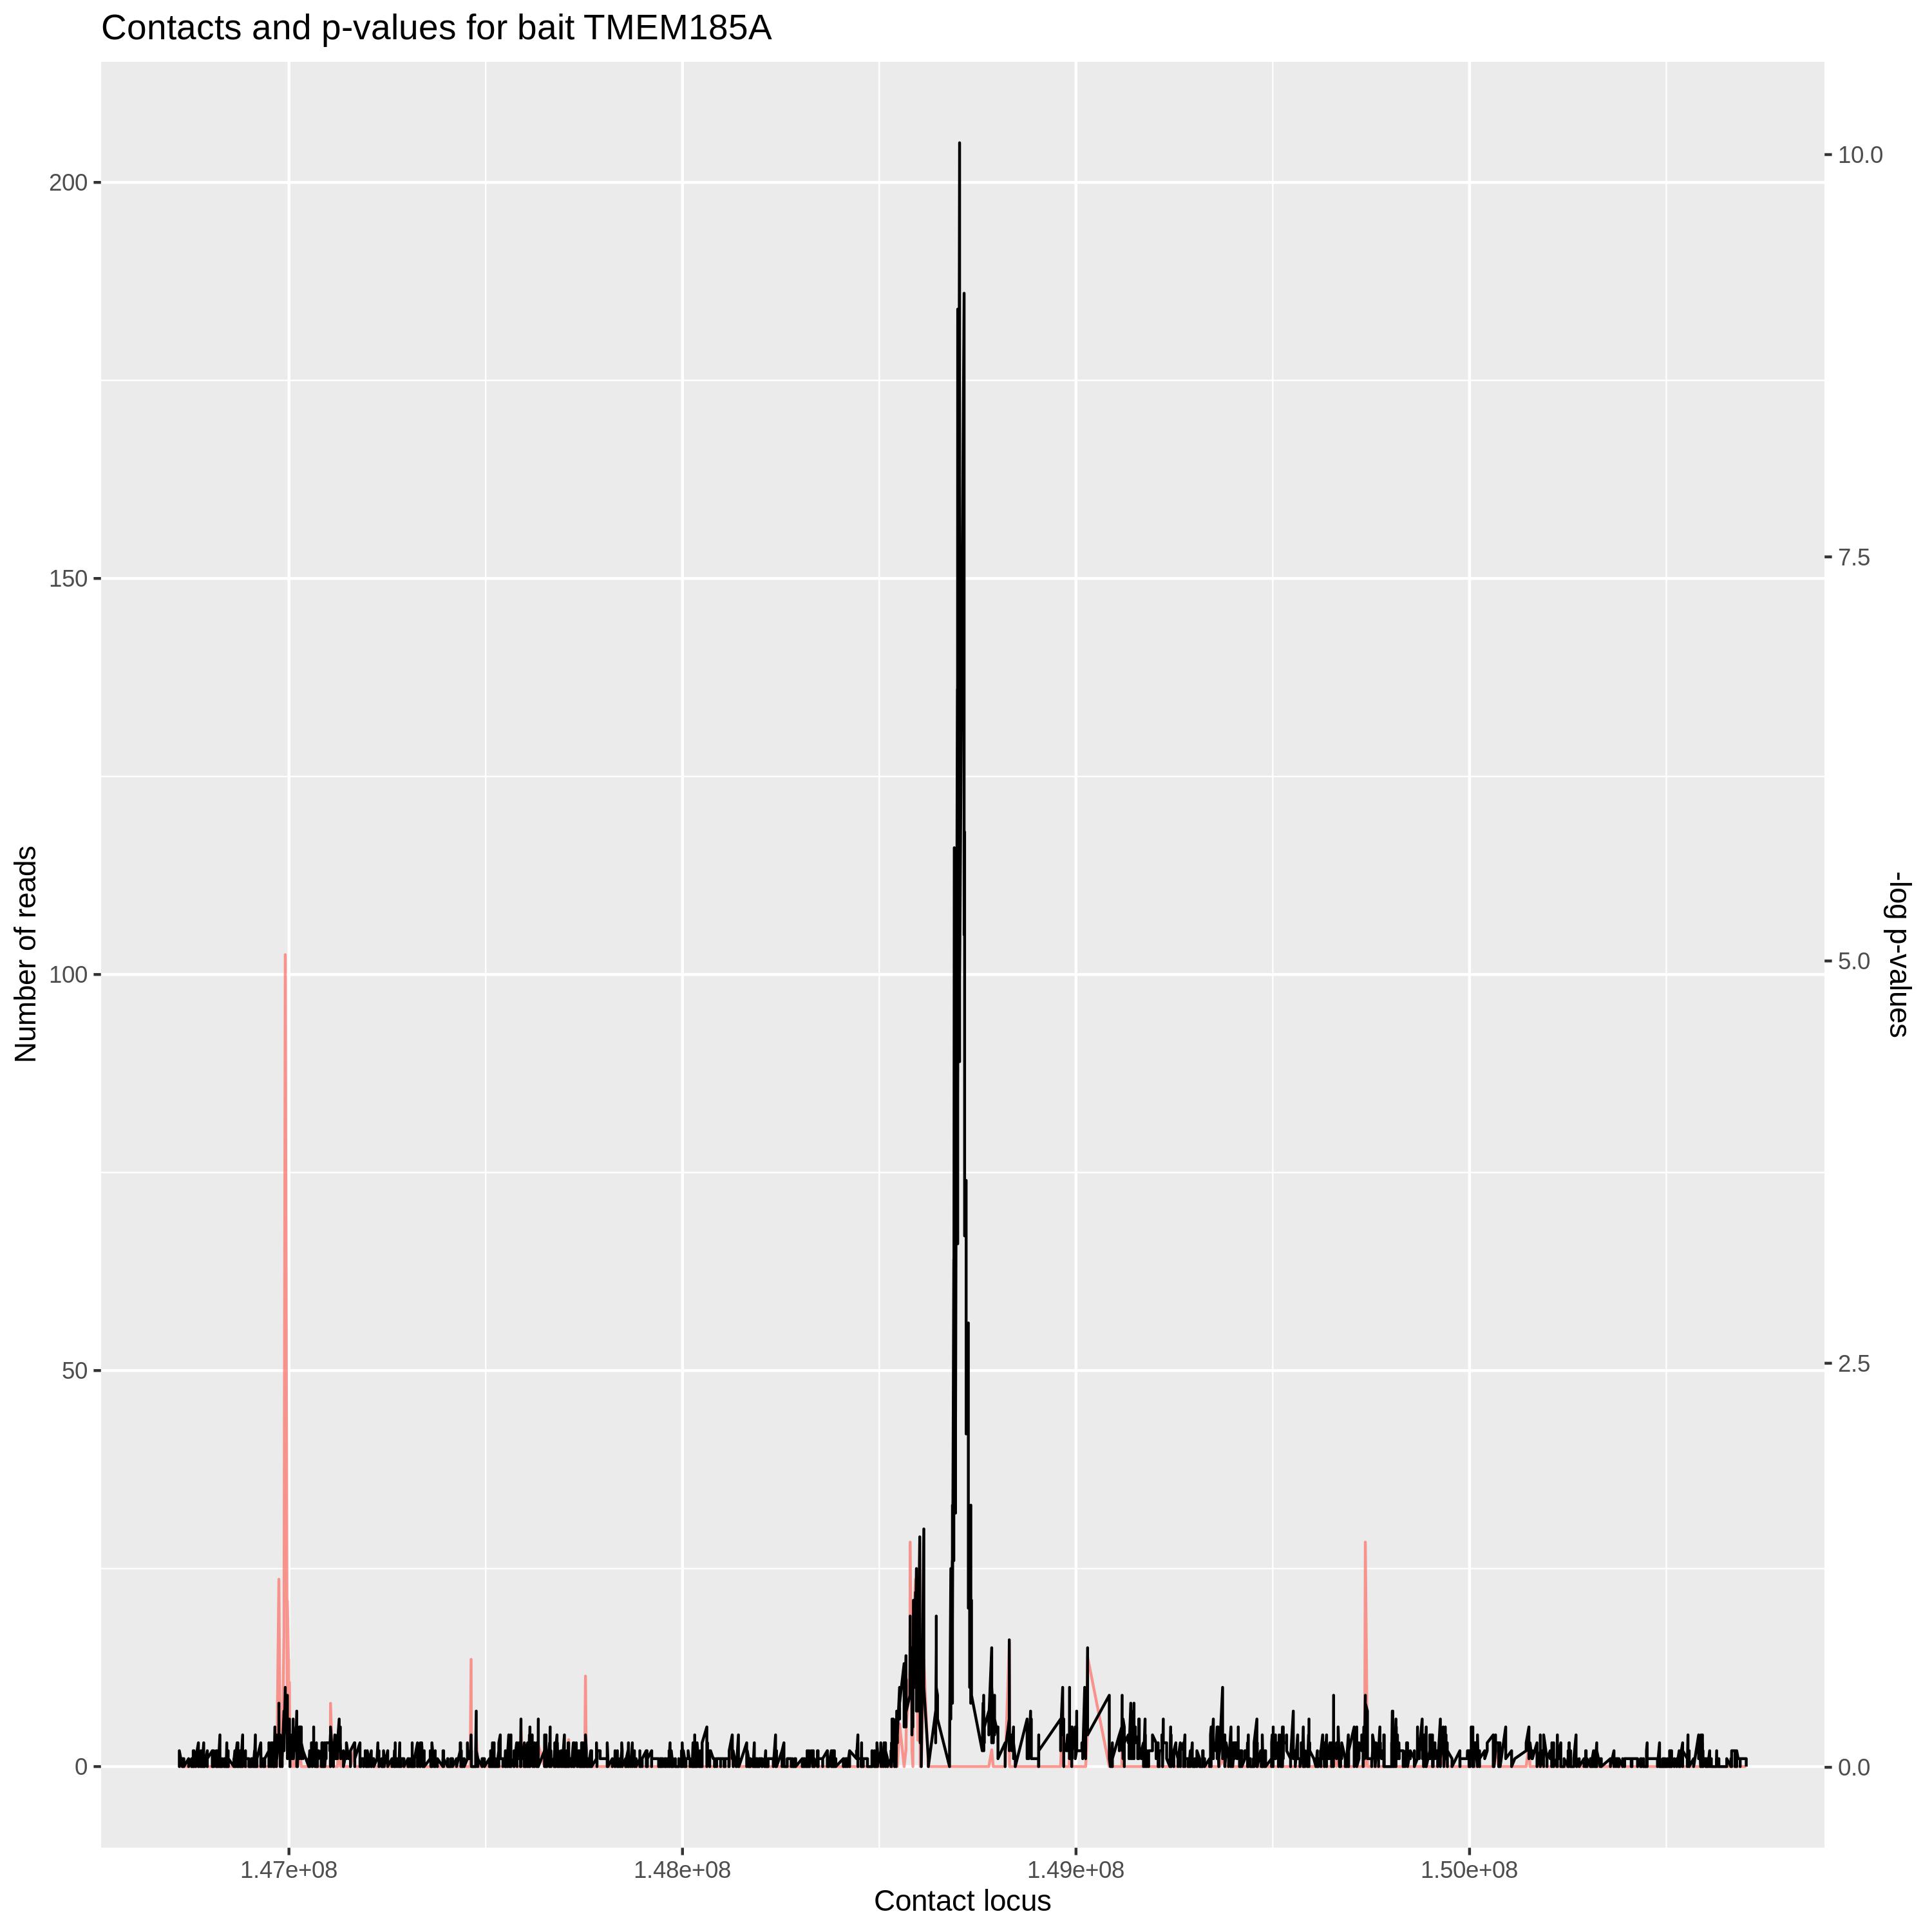 Contacts and p-values for bait TMEM185A
200
150
100
50
0
10.0
7.5
5.0
2.5
0.0
Number of reads
-log p-values
1.47e+08
1.48e+08
1.49e+08
1.50e+08
Contact locus